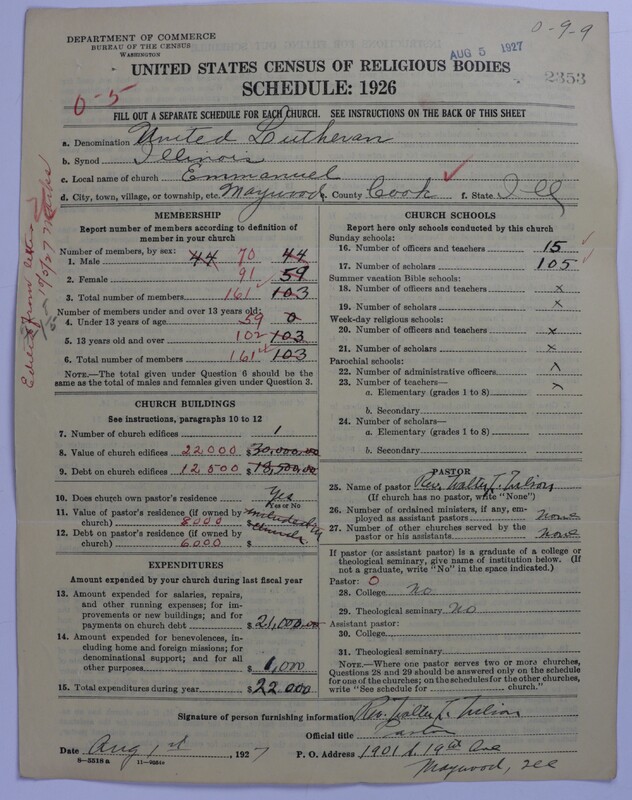 0-9-9
DEPARTMENT OF COMMERCE
BUREAU OF THE CENSUS
WASHINGTON
AUG 5 1927
UNITED STATES CENSUS OF RELIGIOUS BODIES
2353
SCHEDULE: 1926
0-5
FILL OUT A SEPARATE SCHEDULE FOR EACH CHURCH. SEE INSTRUCTIONS ON THE BACK OF THIS SHEET
a. Denomination United Lutheran
b. Synod Illinois
c. Local name of church Emmanuel
d. City, town, village, or township, etc. Maywood County Cook f. State Ill
MEMBERSHIP
Report number of members according to definition of member in your church
Number of members, by sex:
1. Male 44 70 44
2. Female 91 59
3. Total number of members 161 103
Number of members under and over 13 years old:
4. Under 13 years of age 59 0
5. 13 years old and over 102 103
6. Total number of members 161 103
NOTE.—The total given under Question 6 should be the same as the total of males and females given under Question 3.
CHURCH BUILDINGS
See instructions, paragraphs 10 to 12
7. Number of church edifices 1
8. Value of church edifices 22000 $30,000.00
9. Debt on church edifices 12500 $18,500.00
10. Does church own pastor's residence Yes
Yes or No
11. Value of pastor's residence (if owned by church) 8000 $ included in
12. Debt on pastor's residence (if owned by church) 6000 $ church.
EXPENDITURES
Amount expended by your church during last fiscal year
13. Amount expended for salaries, repairs, and other running expenses; for improvements or new buildings; and for payments on church debt $21,000.00
14. Amount expended for benevolences, including home and foreign missions; for denominational support; and for all other purposes $1,000
15. Total expenditures during year $22000
CHURCH SCHOOLS
Report here only schools conducted by this church
Sunday schools:
16. Number of officers and teachers 15
17. Number of scholars 105
Summer vacation Bible schools:
18. Number of officers and teachers x
19. Number of scholars x
Week-day religious schools:
20. Number of officers and teachers x
21. Number of scholars x
Parochial schools:
22. Number of administrative officers x
23. Number of teachers— x
a. Elementary (grades 1 to 8)
b. Secondary
24. Number of scholars—
a. Elementary (grades 1 to 8)
b. Secondary
PASTOR
25. Name of pastor Rev. Walter T.
(If church has no pastor, write "None")
26. Number of ordained ministers, if any, employed as assistant pastors none
27. Number of other churches served by the pastor or his assistants none
If pastor (or assistant pastor) is a graduate of a college or theological seminary, give name of institution below. (If not a graduate, write "No" in the space indicated.)
Pastor: 0
28. College No
29. Theological seminary No
Assistant pastor:
30. College
31. Theological seminary
NOTE.—Where one pastor serves two or more churches, Questions 28 and 29 should be answered only on the schedule for one of the churches; on the schedules for the other churches, write "See schedule for church."
Signature of person furnishing information Rev. Walter T.
Official title Pastor
Date Aug 1st, 1927
P. O. Address 1901 S. 19th Ave
Maywood, Ill
8-5518 a